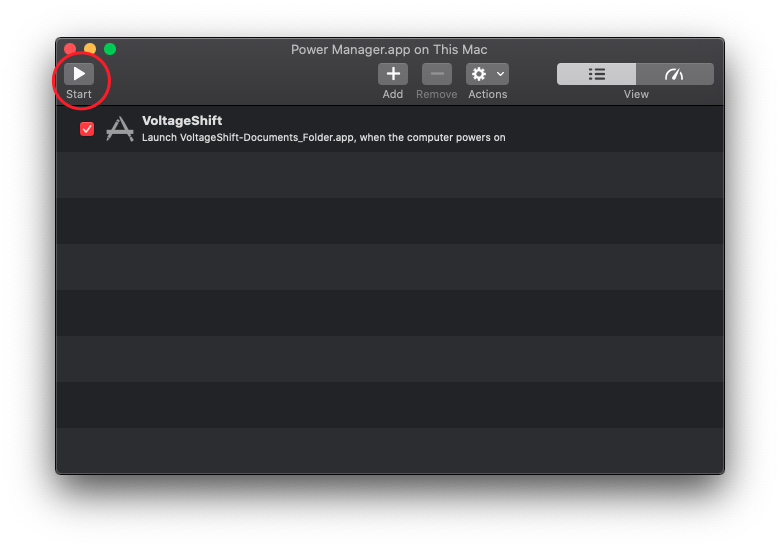 Power Manager.app on This Mac
Start
Add Remove Actions
View
VoltageShift
Launch VoltageShift-Documents_Folder.app, when the computer powers on